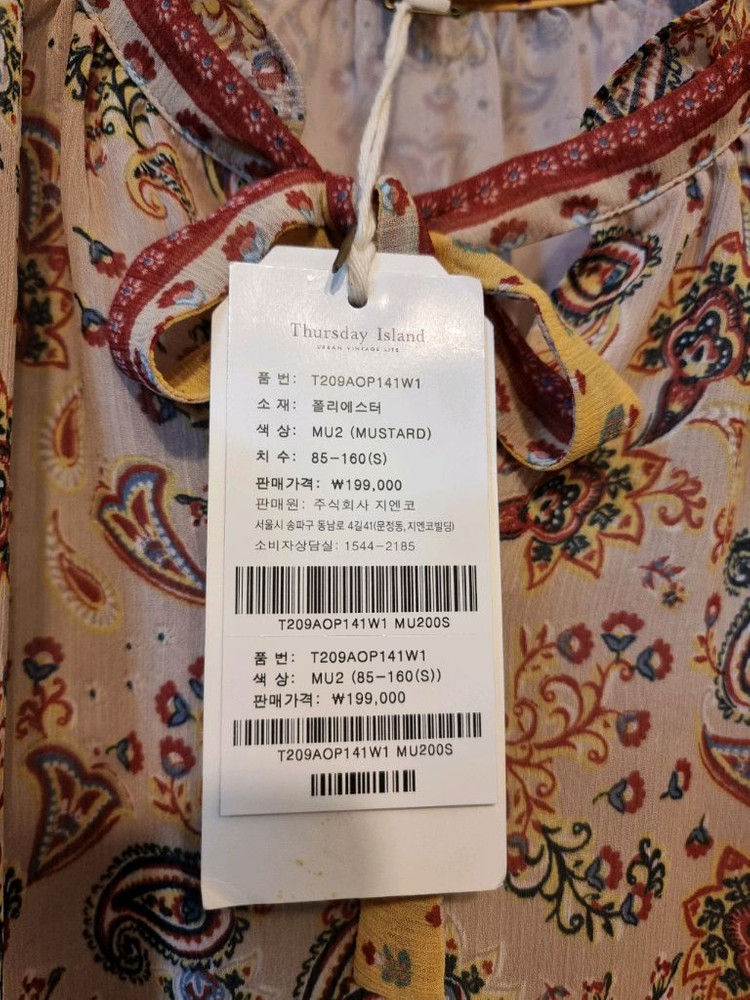 Thursday Island
URBAN VINTAGE LIFE
품 번: T209AOP141W1
소 재: 폴리에스터
색 상: MU2 (MUSTARD)
치 수: 85-160(S)
판매가격: ₩199,000
판매원: 주식회사 지엔코
서울시 송파구 동남로 4길41(문정동,지엔코빌딩)
소비자상담실: 1544-2185
T209AOP141W1 MU200S
품 번: T209AOP141W1
색 상: MU2 (85-160(S))
판매가격: ₩199,000
T209AOP141W1 MU200S